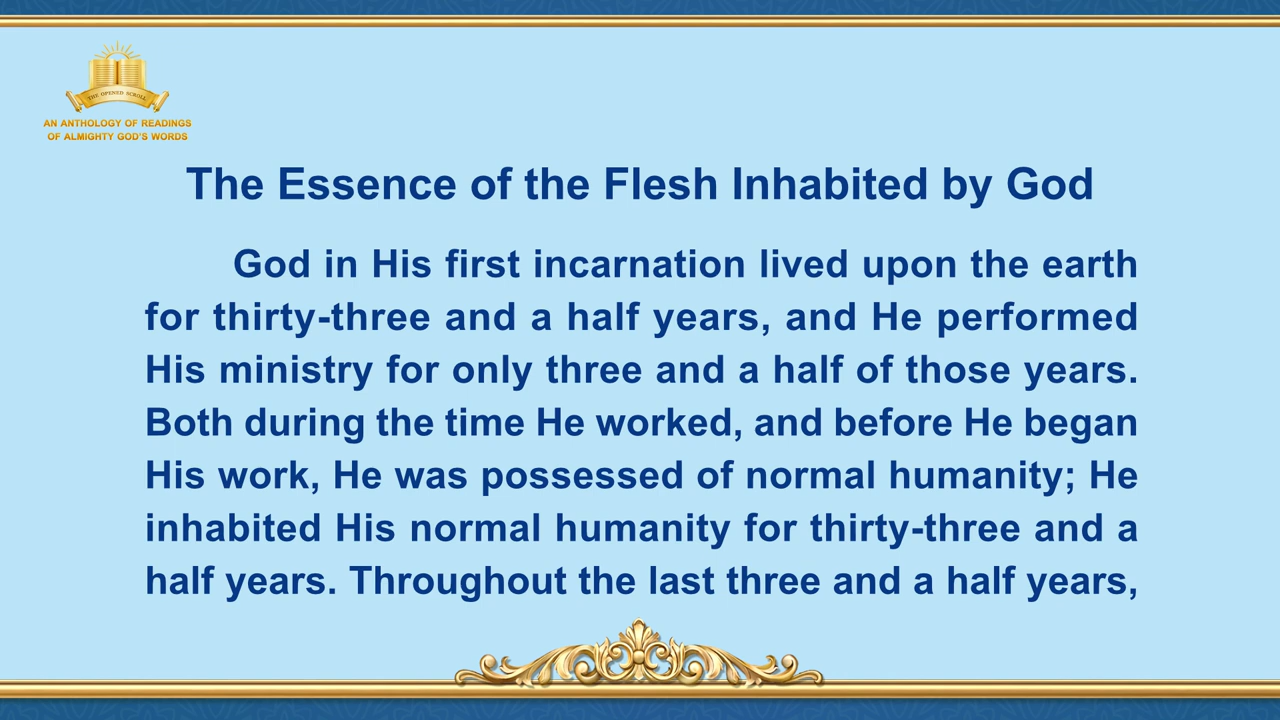 THE OPENED SCROLL
AN ANTHOLOGY OF READINGS
OF ALMIGHTY GOD'S WORDS
The Essence of the Flesh Inhabited by God
God in His first incarnation lived upon the earth
for thirty-three and a half years, and He performed
His ministry for only three and a half of those years.
Both during the time He worked, and before He began
His work, He was possessed of normal humanity; He
inhabited His normal humanity for thirty-three and a
half years. Throughout the last three and a half years,